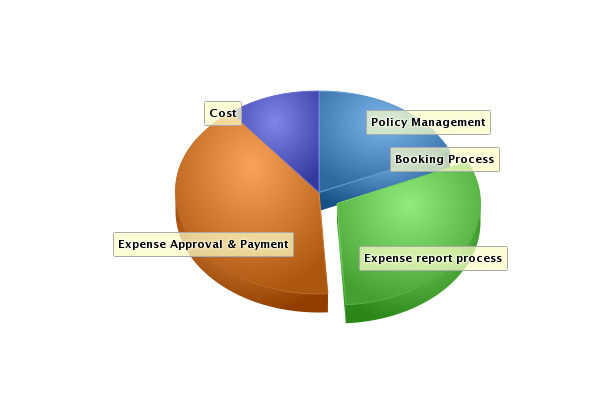 Cost
Policy Management
Booking Process
Expense Approval & Payment
Expense report process